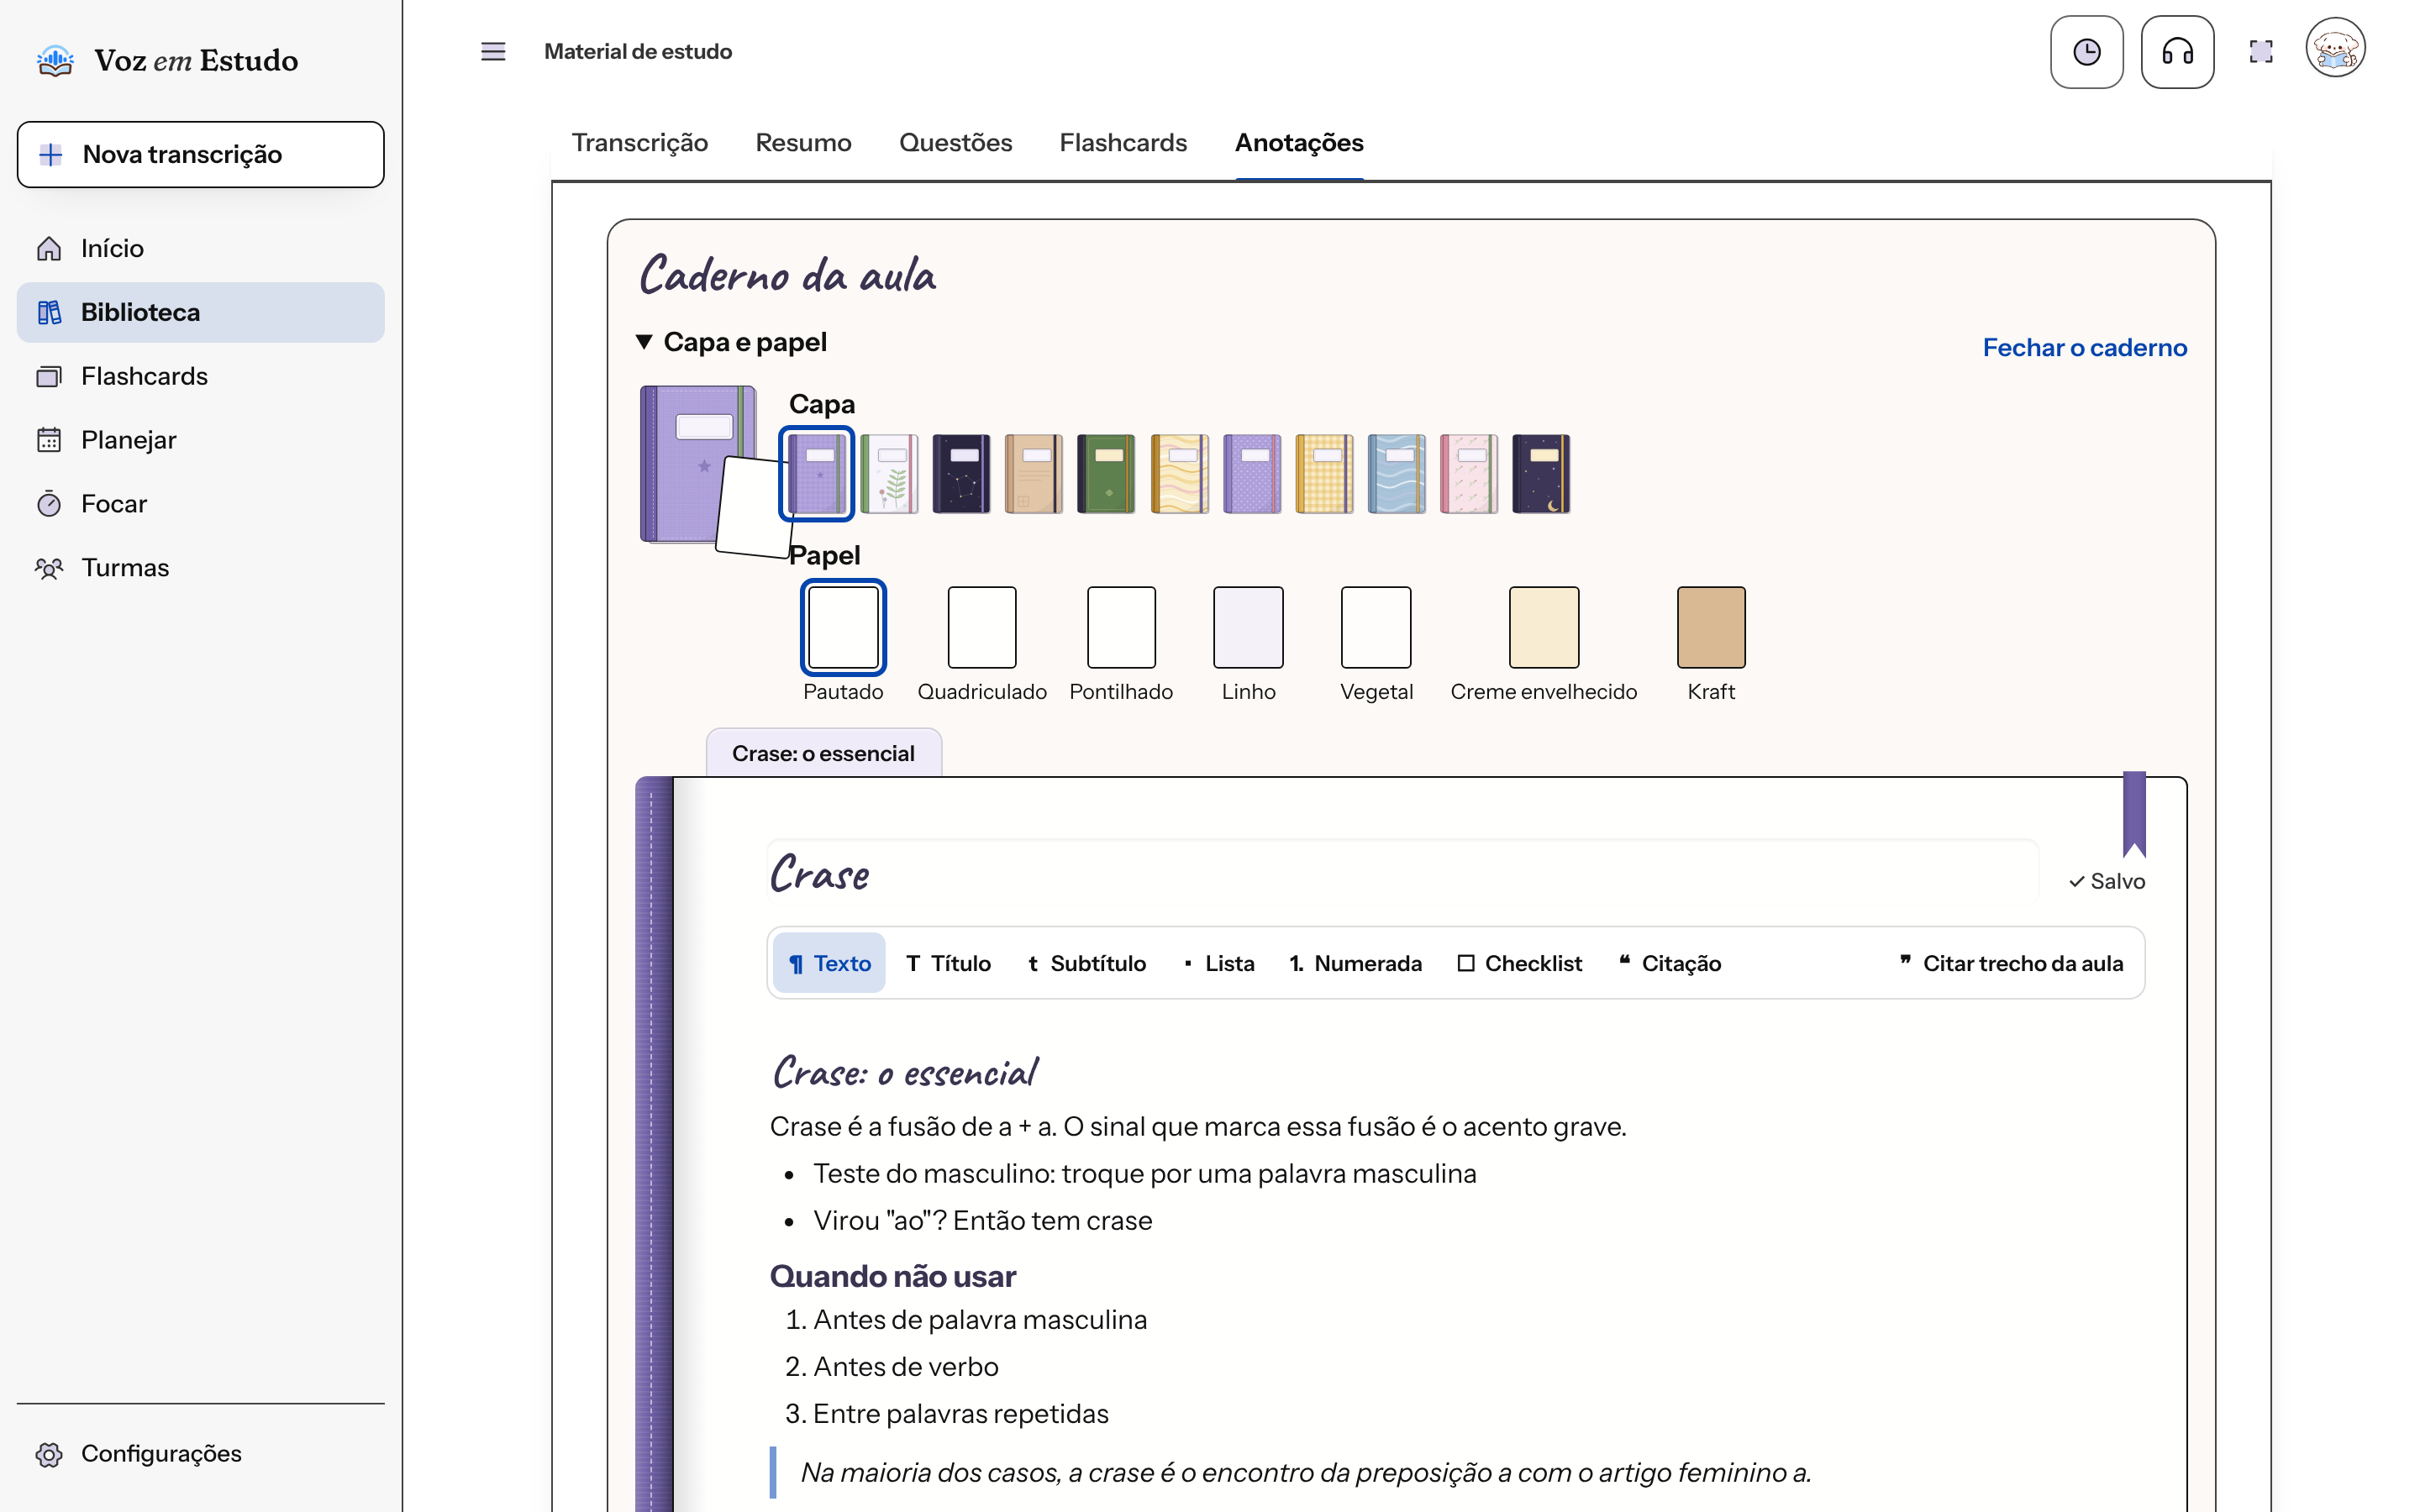 Voz em Estudo
Nova transcrição
Início
Biblioteca
Flashcards
Planejar
Focar
Turmas
Configurações
Material de estudo
Transcrição Resumo Questões Flashcards Anotações
Caderno da aula
▼ Capa e papel
Fechar o caderno
Capa
Papel
Pautado Quadriculado Pontilhado Linho Vegetal Creme envelhecido Kraft
Crase: o essencial
Crase
✓ Salvo
¶ Texto T Título t Subtítulo · Lista 1. Numerada ☐ Checklist ❝ Citação ❞ Citar trecho da aula
Crase: o essencial
Crase é a fusão de a + a. O sinal que marca essa fusão é o acento grave.
• Teste do masculino: troque por uma palavra masculina
• Virou "ao"? Então tem crase
Quando não usar
1. Antes de palavra masculina
2. Antes de verbo
3. Entre palavras repetidas
Na maioria dos casos, a crase é o encontro da preposição a com o artigo feminino a.